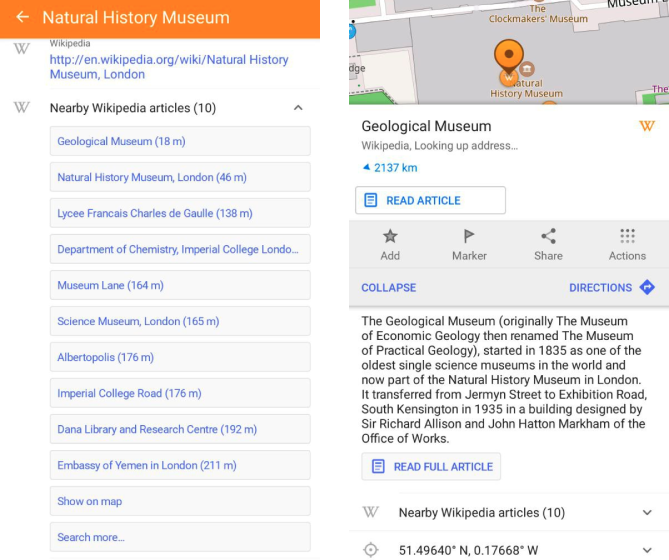 Natural History Museum
Wikipedia
http://en.wikipedia.org/wiki/Natural History
Museum, London
Nearby Wikipedia articles (10)
Geological Museum (18 m)
Natural History Museum, London (46 m)
Lycee Francais Charles de Gaulle (138 m)
Department of Chemistry, Imperial College Londo...
Museum Lane (164 m)
Science Museum, London (165 m)
Albertopolis (176 m)
Imperial College Road (176 m)
Dana Library and Research Centre (192 m)
Embassy of Yemen in London (211 m)
Show on map
Search more...
The
Clockmakers' Museum
Museum
dge
Natural
History Museum
The
Geological Museum
Wikipedia, Looking up address...
2137 km
READ ARTICLE
Add
Marker
Share
Actions
COLLAPSE
DIRECTIONS
The Geological Museum (originally The Museum
of Economic Geology then renamed The Museum
of Practical Geology), started in 1835 as one of the
oldest single science museums in the world and
now part of the Natural History Museum in London.
It transferred from Jermyn Street to Exhibition Road,
South Kensington in 1935 in a building designed by
Sir Richard Allison and John Hatton Markham of the
Office of Works.
READ FULL ARTICLE
Nearby Wikipedia articles (10)
51.49640° N, 0.17668° W